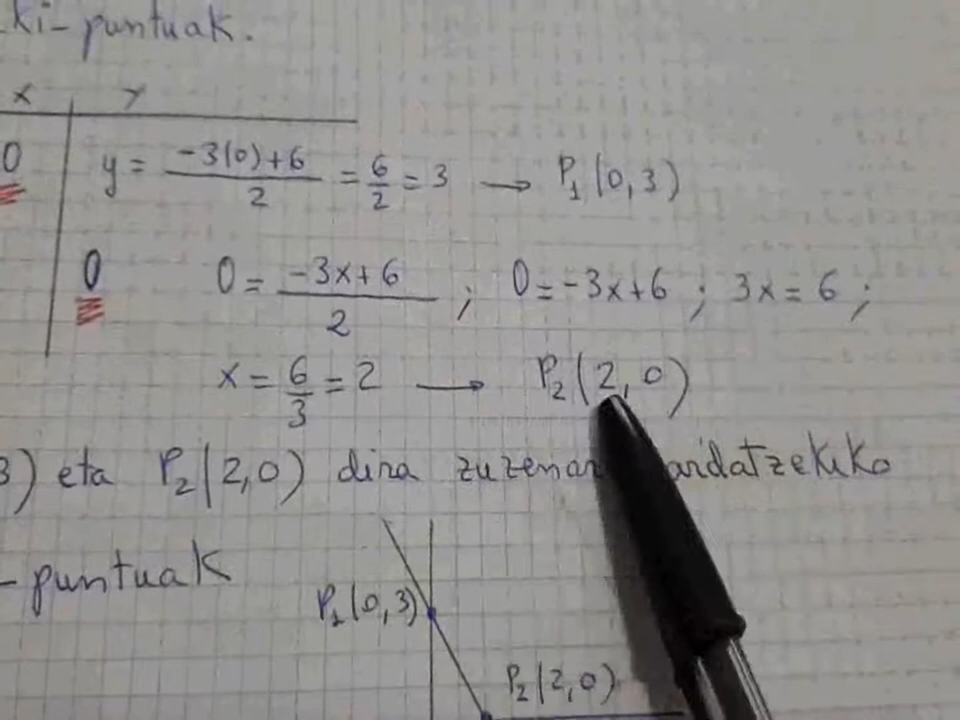 ki-puntuak.
x y
0 y = -3(0)+6 / 2 = 6/2 = 3 → P₁(0,3)
0 0 = -3x+6 / 2 ; 0=-3x+6 ; 3x=6 ;
x = 6/3 = 2 → P₂(2,0)
3) eta P₂(2,0) dira ardatzekiko
-puntuak
P₁(0,3)
P₂(2,0)